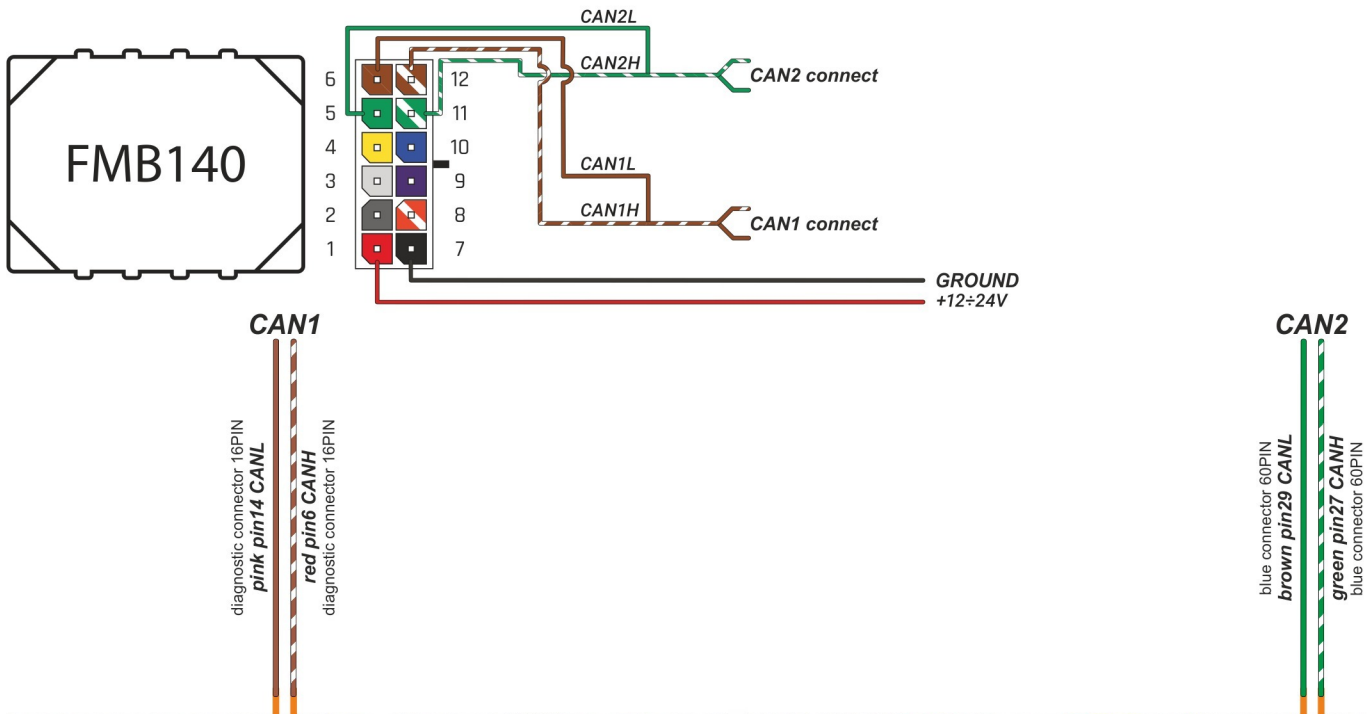 CAN2L
CAN2H
CAN2 connect
FMB140
6
12
5
11
4
10
3
9
2
8
1
7
CAN1L
CAN1H
CAN1 connect
GROUND
+12÷24V
CAN1
diagnostic connector 16PIN
pink pin14 CANL
red pin6 CANH
diagnostic connector 16PIN
CAN2
blue connector 60PIN
brown pin29 CANL
green pin27 CANH
blue connector 60PIN